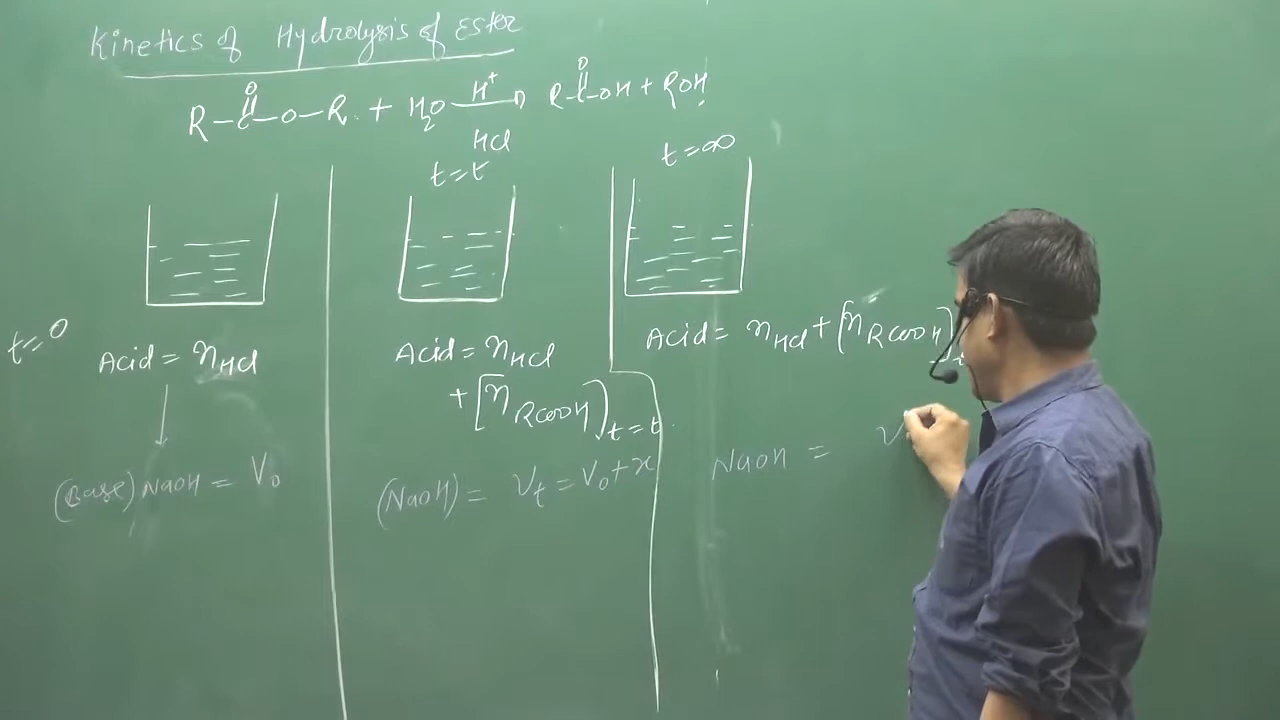 Kinetics of Hydrolysis of Ester
R-C(=O)-O-R + H₂O —H⁺→ R-C(=O)-OH + ROH
HCl
t=0
Acid = nHCl
(Base) NaOH = V₀
t=t
Acid = nHCl
+ [nRCOOH]t=t
(NaOH) = Vt = V₀+x
t=∞
Acid = nHCl + [nRCOOH]
NaOH = V